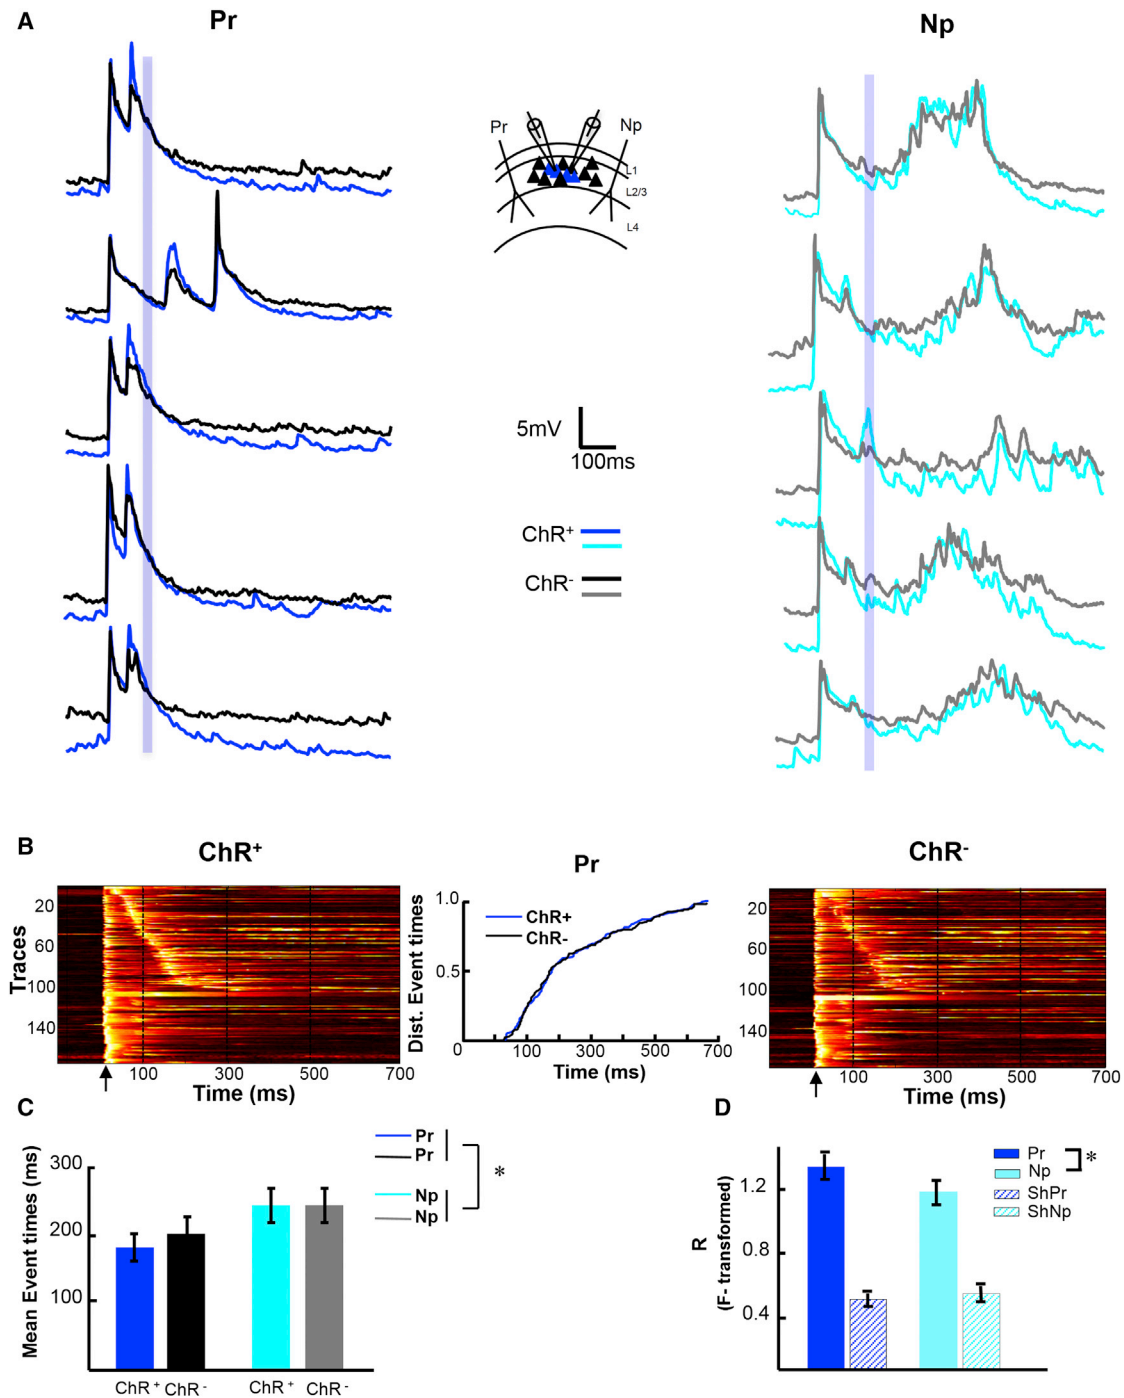 A
Pr
Np
Pr
Np
L1
L2/3
L4
5mV
100ms
ChR+
ChR-
B
ChR+
Pr
ChR-
Traces
20
60
100
140
100
300
500
700
Time (ms)
Dist. Event times
1.0
0.5
0
100
300
500
700
Time (ms)
ChR+
ChR-
20
60
100
140
100
300
500
700
Time (ms)
C
Mean Event times (ms)
300
200
100
ChR+
ChR-
ChR+
ChR-
Pr
Pr
Np
Np
*
D
R
(F- transformed)
1.2
0.8
0.4
Pr
Np
ShPr
ShNp
*